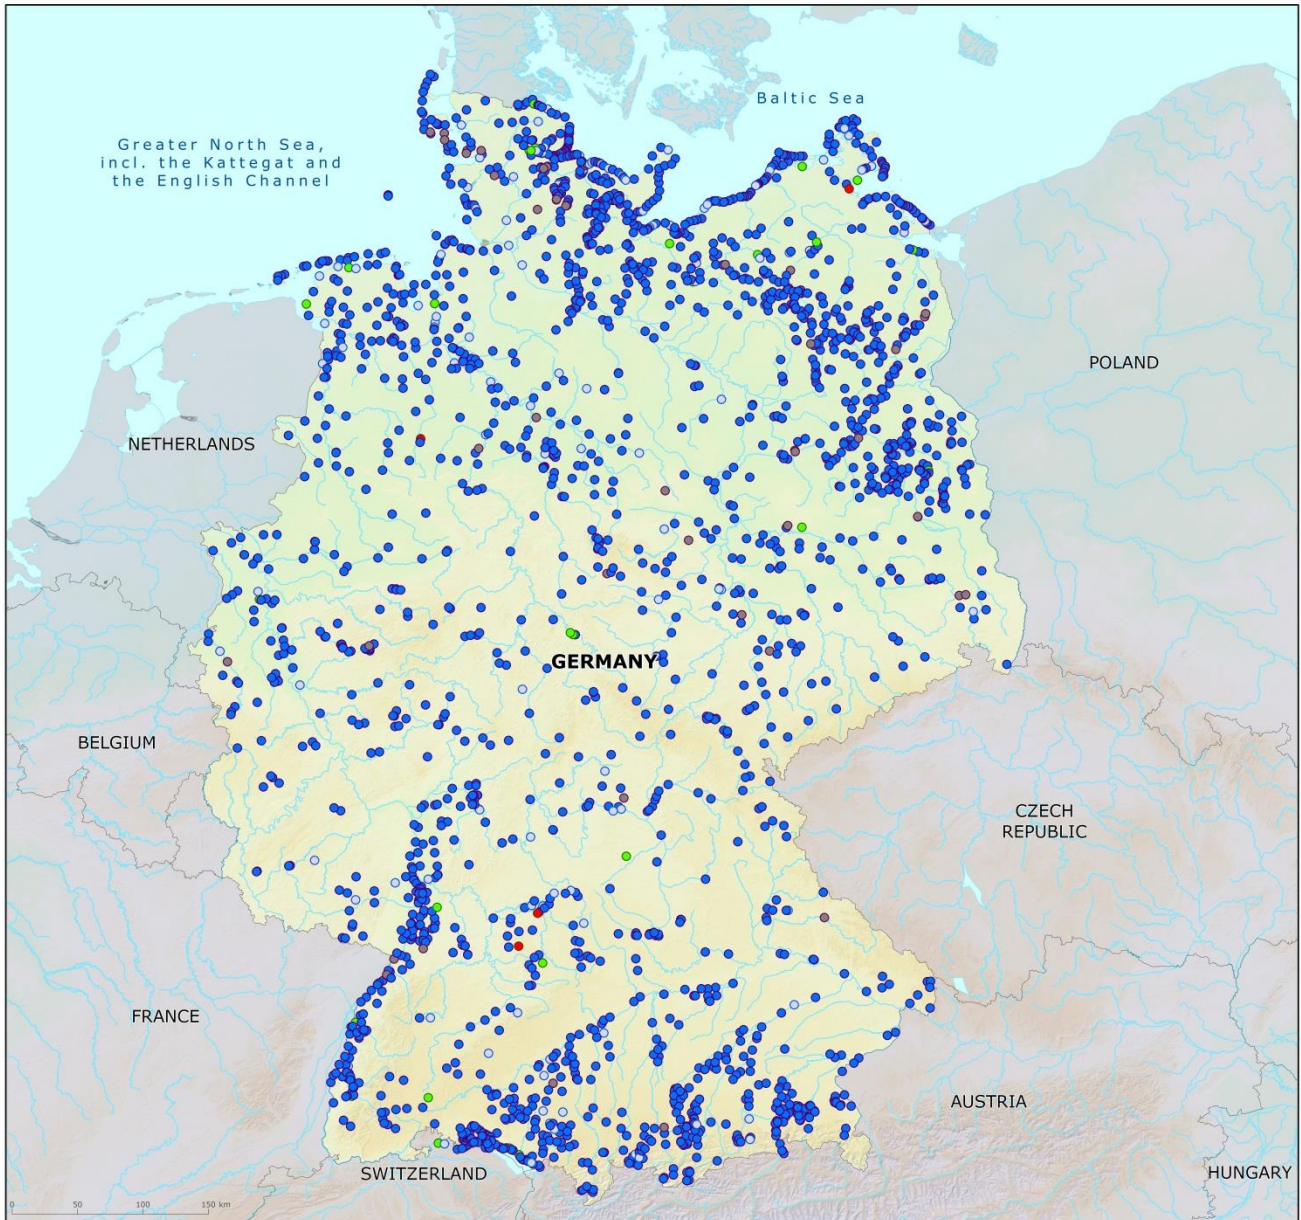 Baltic Sea
Greater North Sea,
incl. the Kattegat and
the English Channel
POLAND
NETHERLANDS
GERMANY
BELGIUM
CZECH
REPUBLIC
FRANCE
AUSTRIA
SWITZERLAND
HUNGARY
0 50 100 150 km